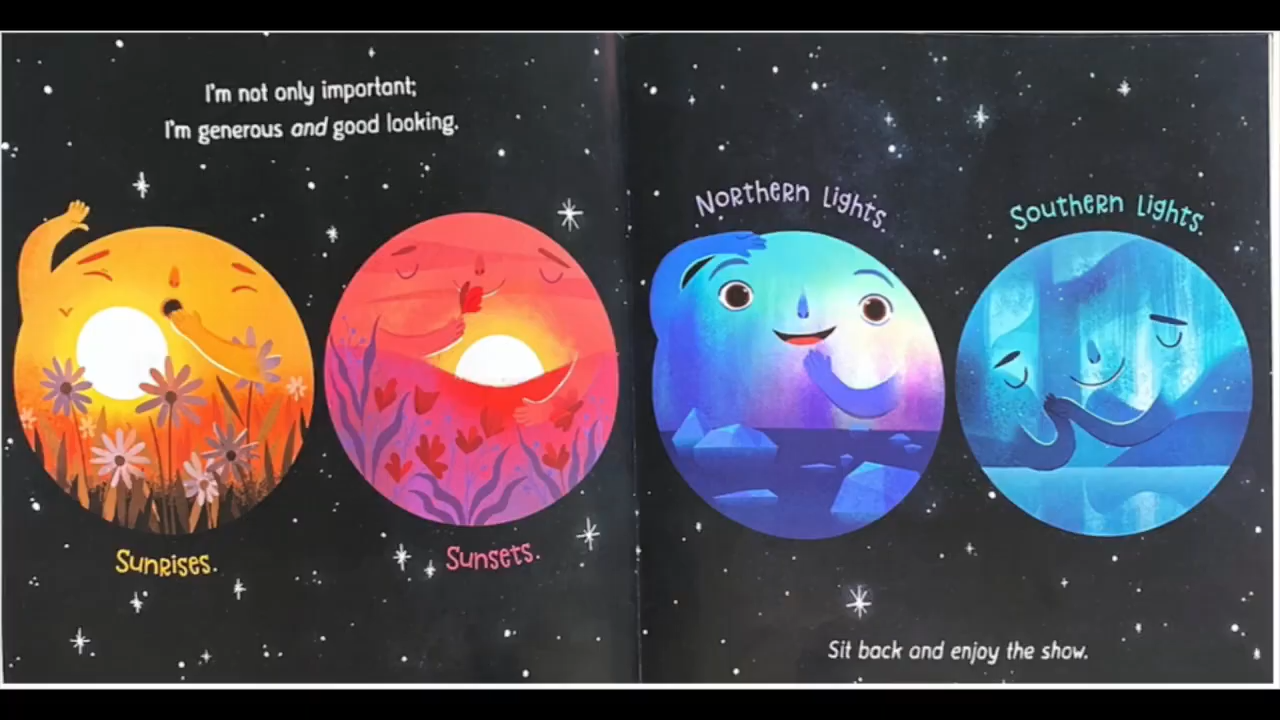 I'm not only important;
I'm generous and good looking.
Sunrises.
Sunsets.
Northern Lights.
Southern Lights.
Sit back and enjoy the show.